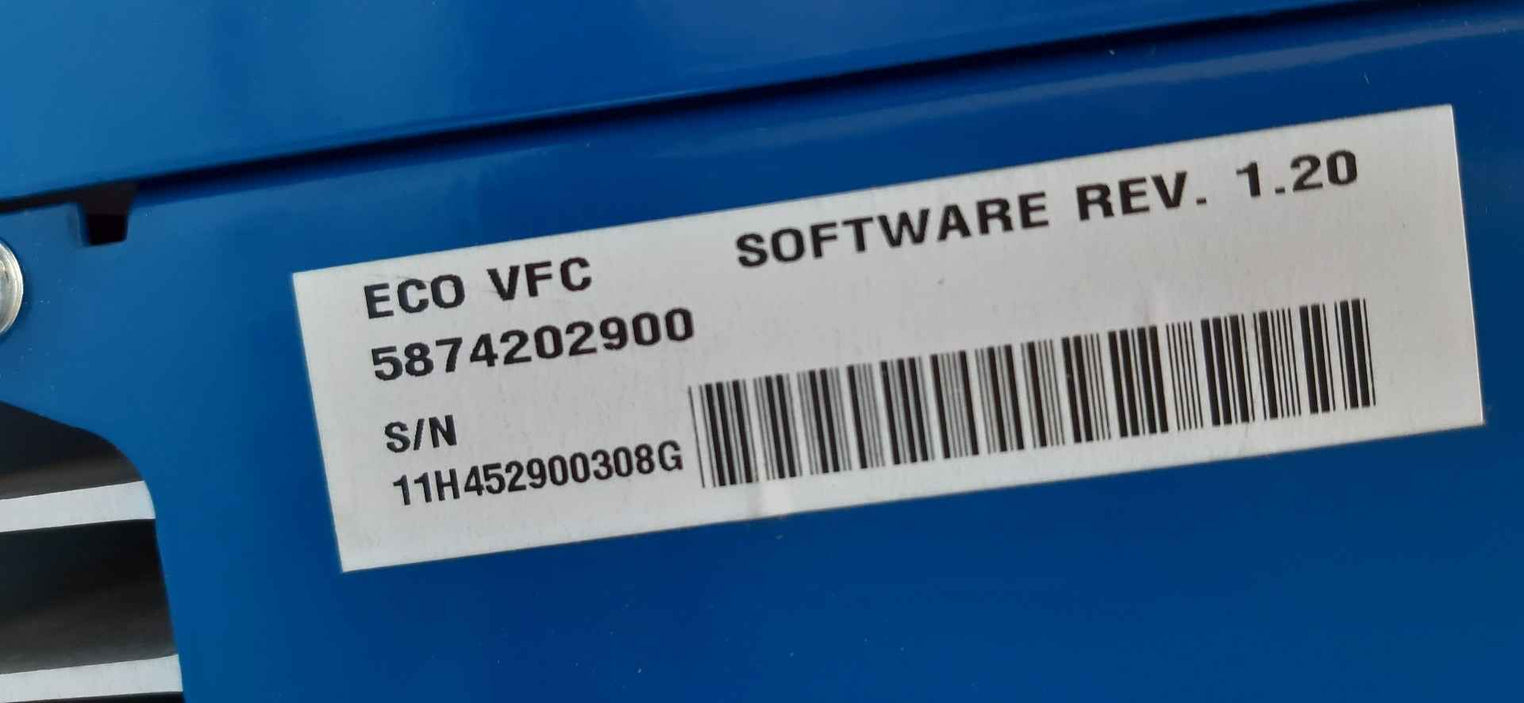 ECO VFC SOFTWARE REV. 1.20
5874202900
S/N
11H452900308G